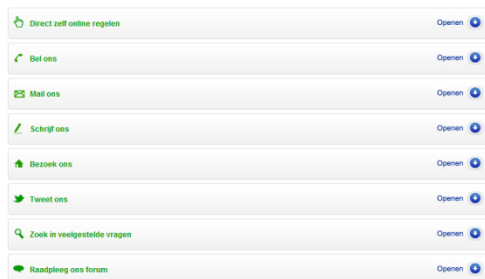 Direct zelf online regelen Openen
Bel ons Openen
Mail ons Openen
Schrijf ons Openen
Bezoek ons Openen
Tweet ons Openen
Zoek in veelgestelde vragen Openen
Raadpleeg ons forum Openen